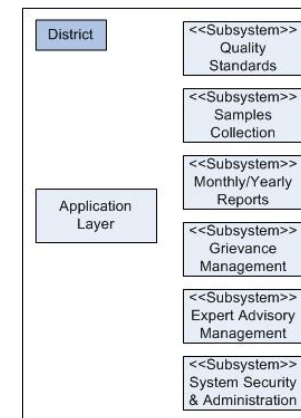 District
<<Subsystem>>
Quality
Standards
<<Subsystem>>
Samples
Collection
<<Subsystem>>
Monthly/Yearly
Reports
Application
Layer
<<Subsystem>>
Grievance
Management
<<Subsystem>>
Expert Advisory
Management
<<Subsystem>>
System Security
& Administration